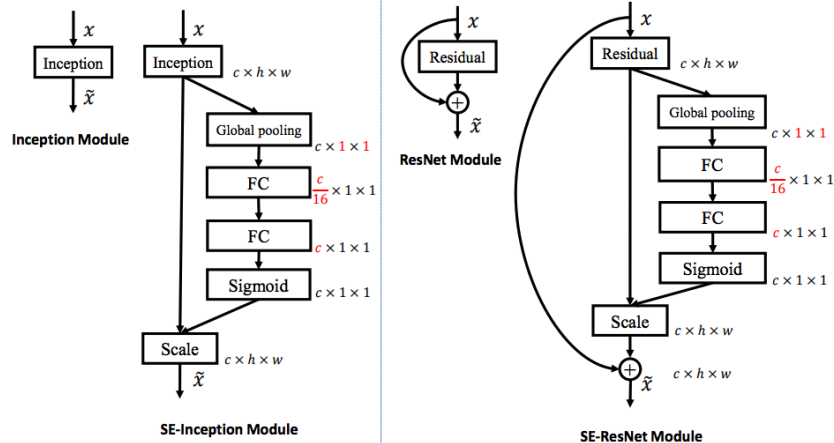 x
Inception
x̃
Inception Module
x
Inception
c × h × w
Global pooling
c × 1 × 1
FC
c/16 × 1 × 1
FC
c × 1 × 1
Sigmoid
c × 1 × 1
Scale
c × h × w
x̃
SE-Inception Module
x
Residual
+
x̃
ResNet Module
x
Residual
c × h × w
Global pooling
c × 1 × 1
FC
c/16 × 1 × 1
FC
c × 1 × 1
Sigmoid
c × 1 × 1
Scale
c × h × w
+
c × h × w
x̃
SE-ResNet Module